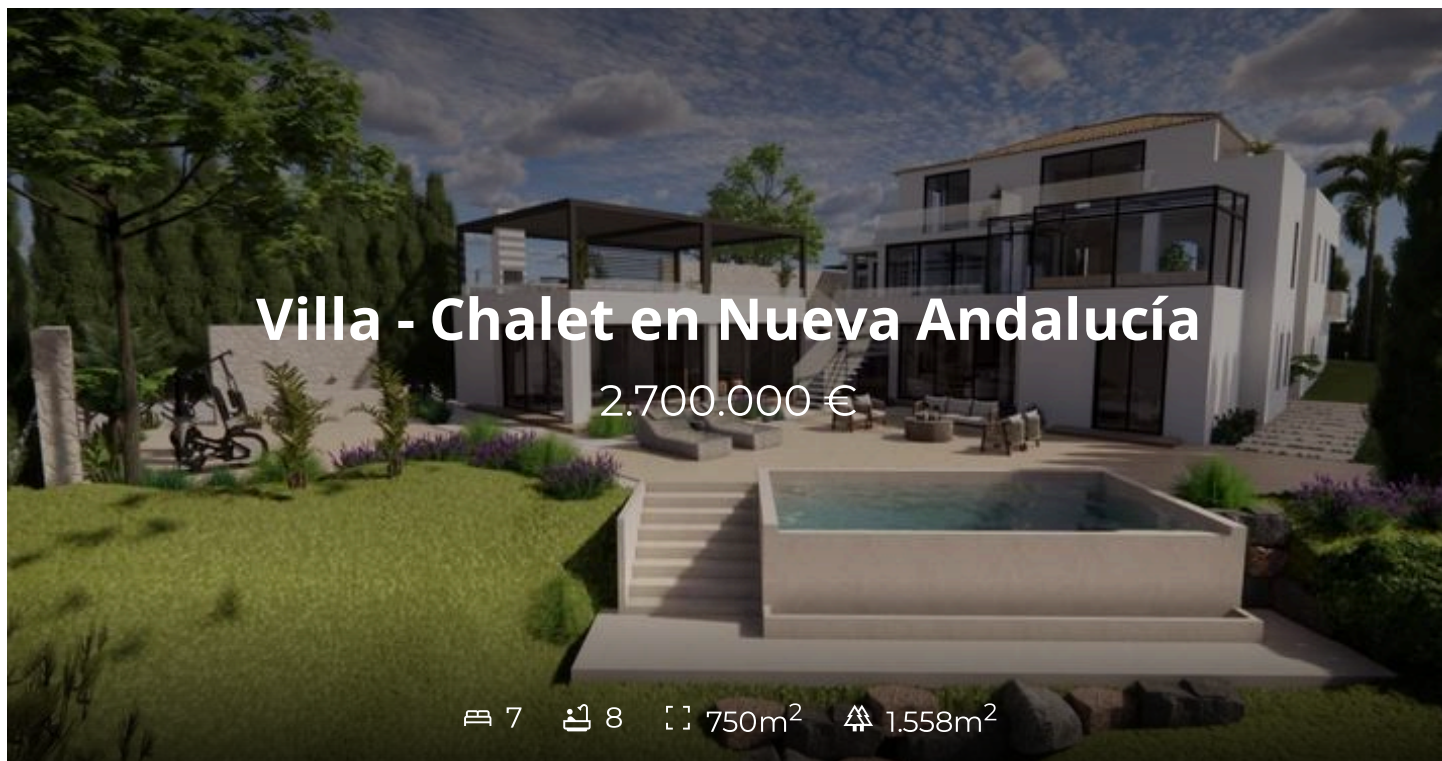 Villa - Chalet en Nueva Andalucía
2.700.000 €
7 8 750m² 1.558m²